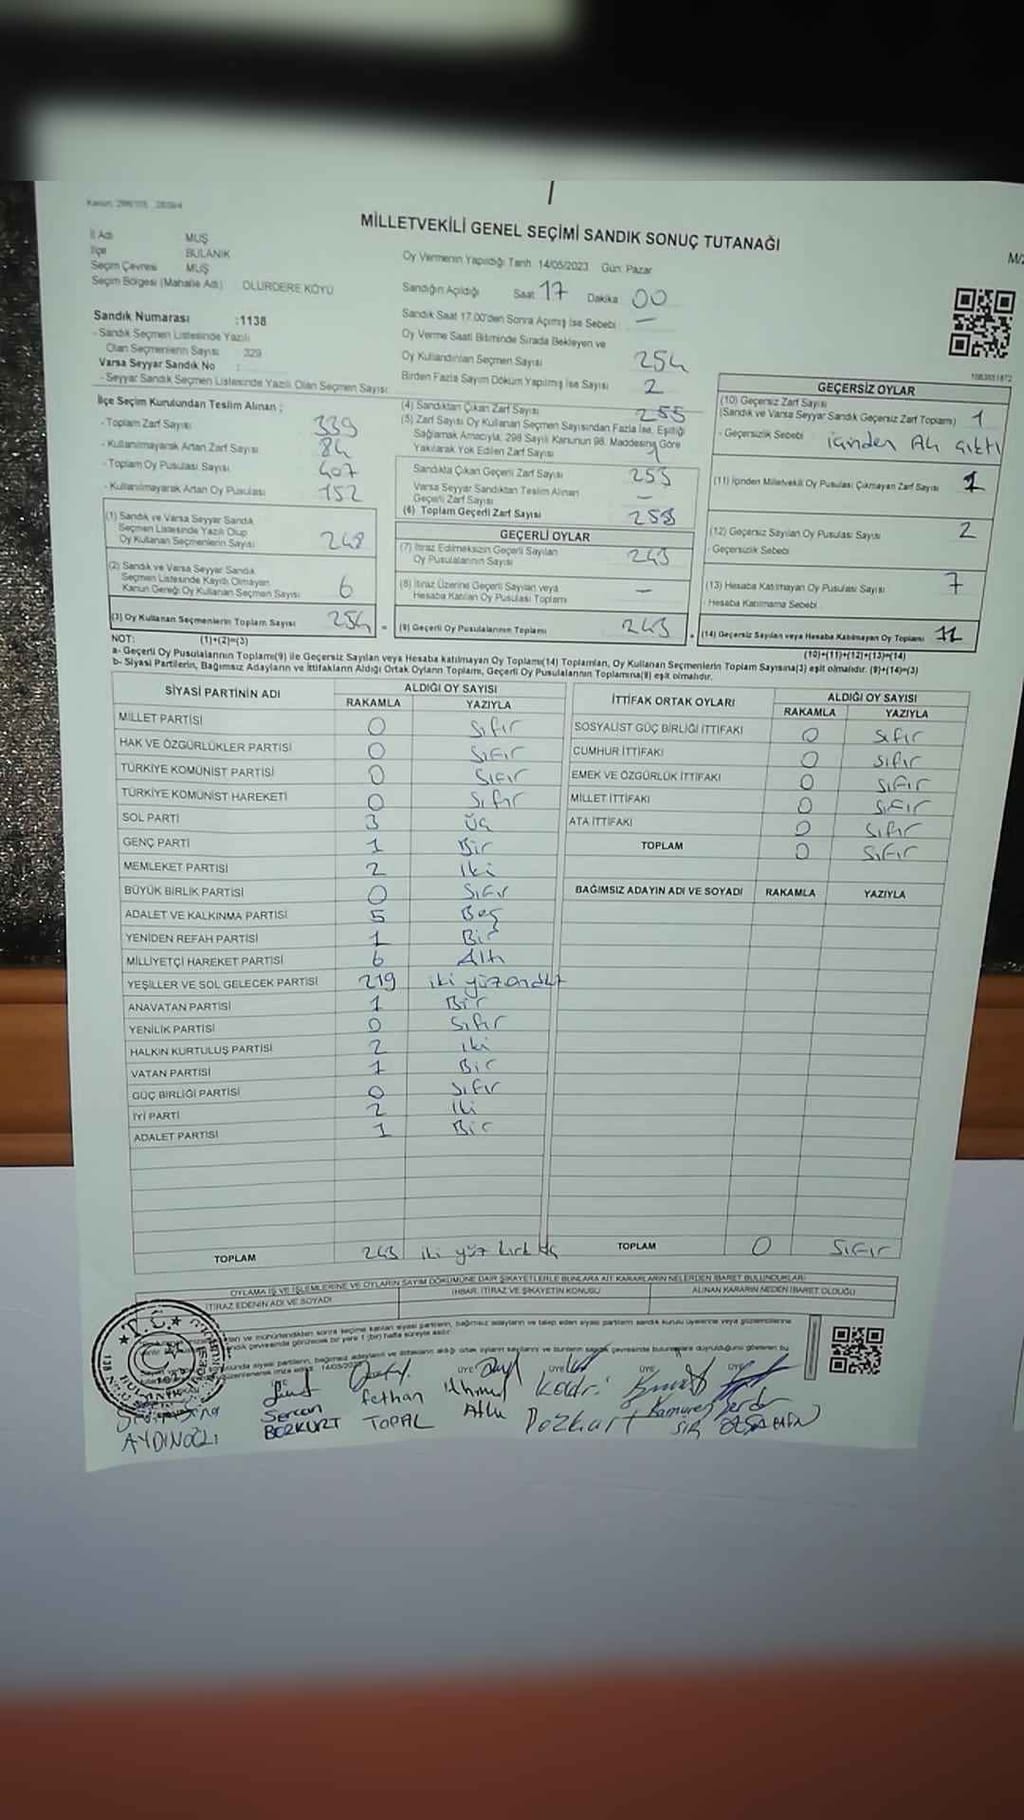 MİLLETVEKİLİ GENEL SEÇİMİ SANDIK SONUÇ TUTANAĞI
İl Adı MUŞ
İlçe BULANIK
Seçim Çevresi MUŞ
Seçim Bölgesi (Mahalle Adı) OLURDERE KÖYÜ
Oy Vermenin Yapıldığı Tarih 14/05/2023 Gün: Pazar
Sandığın Açıldığı Saat 17 Dakika 00
Sandık Saat 17.00'den Sonra Açılmış İse Sebebi —
Oy Verme Saati Bitiminde Sırada Bekleyen ve
Oy Kullandırılan Seçmen Sayısı 254
Birden Fazla Sayım Döküm Yapılmış İse Sayısı 2
Sandık Numarası :1138
- Sandık Seçmen Listesinde Yazılı
Olan Seçmenlerin Sayısı 329
Varsa Seyyar Sandık No :
- Seyyar Sandık Seçmen Listesinde Yazılı Olan Seçmen Sayısı:
İlçe Seçim Kurulundan Teslim Alınan ;
- Toplam Zarf Sayısı 339
- Kullanılmayarak Artan Zarf Sayısı 84
- Toplam Oy Pusulası Sayısı 407
- Kullanılmayarak Artan Oy Pusulası 152
(1) Sandık ve Varsa Seyyar Sandık
Seçmen Listesinde Yazılı Olup
Oy Kullanan Seçmenlerin Sayısı 248
(2) Sandık ve Varsa Seyyar Sandık
Seçmen Listesinde Kayıtlı Olmayan
Kanun Gereği Oy Kullanan Seçmen Sayısı 6
(3) Oy Kullanan Seçmenlerin Toplam Sayısı 254 =
(4) Sandıktan Çıkan Zarf Sayısı 255
(5) Zarf Sayısı Oy Kullanan Seçmen Sayısından Fazla İse, Eşitliği
Sağlamak Amacıyla, 298 Sayılı Kanunun 98. Maddesine Göre
Yakılarak Yok Edilen Zarf Sayısı 1
Sandıkta Çıkan Geçerli Zarf Sayısı 253
Varsa Seyyar Sandıktan Teslim Alınan
Geçerli Zarf Sayısı —
(6) Toplam Geçerli Zarf Sayısı 253
GEÇERLİ OYLAR
(7) İtiraz Edilmeksizin Geçerli Sayılan
Oy Pusulalarının Sayısı 243
(8) İtiraz Üzerine Geçerli Sayılan veya
Hesaba Katılan Oy Pusulası Toplamı —
(9) Geçerli Oy Pusulalarının Toplamı 243 +
GEÇERSİZ OYLAR
(10) Geçersiz Zarf Sayısı
(Sandık ve Varsa Seyyar Sandık Geçersiz Zarf Toplamı) 1
- Geçersizlik Sebebi içinden Atı çıktı
(11) İçinden Milletvekili Oy Pusulası Çıkmayan Zarf Sayısı 1
(12) Geçersiz Sayılan Oy Pusulası Sayısı 2
- Geçersizlik Sebebi
(13) Hesaba Katılmayan Oy Pusulası Sayısı 7
- Hesaba Katılmama Sebebi
(14) Geçersiz Sayılan veya Hesaba Katılmayan Oy Toplamı 11
NOT: (1)+(2)=(3) (10)+(11)+(12)+(13)=(14)
a- Geçerli Oy Pusulalarının Toplamı(9) ile Geçersiz Sayılan veya Hesaba katılmayan Oy Toplamı(14) Toplamları, Oy Kullanan Seçmenlerin Toplam Sayısına(3) eşit olmalıdır. (9)+(14)=(3)
b- Siyasi Partilerin, Bağımsız Adayların ve İttifakların Aldığı Ortak Oyların Toplamı, Geçerli Oy Pusulalarının Toplamına(9) eşit olmalıdır.
SİYASİ PARTİNİN ADI ALDIĞI OY SAYISI
RAKAMLA YAZIYLA
MİLLET PARTİSİ 0 Sıfır
HAK VE ÖZGÜRLÜKLER PARTİSİ 0 Sıfır
TÜRKİYE KOMÜNİST PARTİSİ 0 Sıfır
TÜRKİYE KOMÜNİST HAREKETİ 0 Sıfır
SOL PARTİ 3 Üç
GENÇ PARTİ 1 Bir
MEMLEKET PARTİSİ 2 İki
BÜYÜK BİRLİK PARTİSİ 0 Sıfır
ADALET VE KALKINMA PARTİSİ 5 Beş
YENİDEN REFAH PARTİSİ 1 Bir
MİLLİYETÇİ HAREKET PARTİSİ 6 Altı
YEŞİLLER VE SOL GELECEK PARTİSİ 219 iki yüz
ANAVATAN PARTİSİ 1 Bir
YENİLİK PARTİSİ 0 Sıfır
HALKIN KURTULUŞ PARTİSİ 2 iki
VATAN PARTİSİ 1 Bir
GÜÇ BİRLİĞİ PARTİSİ 0 Sıfır
İYİ PARTİ 2 iki
ADALET PARTİSİ 1 Bir
TOPLAM 243 iki yüz kırk üç
İTTİFAK ORTAK OYLARI ALDIĞI OY SAYISI
RAKAMLA YAZIYLA
SOSYALİST GÜÇ BİRLİĞİ İTTİFAKI 0 Sıfır
CUMHUR İTTİFAKI 0 Sıfır
EMEK VE ÖZGÜRLÜK İTTİFAKI 0 Sıfır
MİLLET İTTİFAKI 0 Sıfır
ATA İTTİFAKI 0 Sıfır
TOPLAM 0 Sıfır
BAĞIMSIZ ADAYIN ADI VE SOYADI RAKAMLA YAZIYLA
TOPLAM 0 Sıfır
OYLAMA İŞ VE İŞLEMLERİNE VE OYLARIN SAYIM DÖKÜMÜNE DAİR ŞİKAYETLERLE BUNLARA AİT KARARLARIN NELERDEN İBARET BULUNDUKLARI
İTİRAZ EDENİN ADI VE SOYADI İHBAR, İTİRAZ VE ŞİKAYETİN KONUSU ALINAN KARARIN NEDEN İBARET OLDUĞU
T.C.
AYDINOĞLI
Sercan
BOZKURT
Fethan
TOPAL
Ahmet
Atlı
Kadri
Bozkurt
SIR